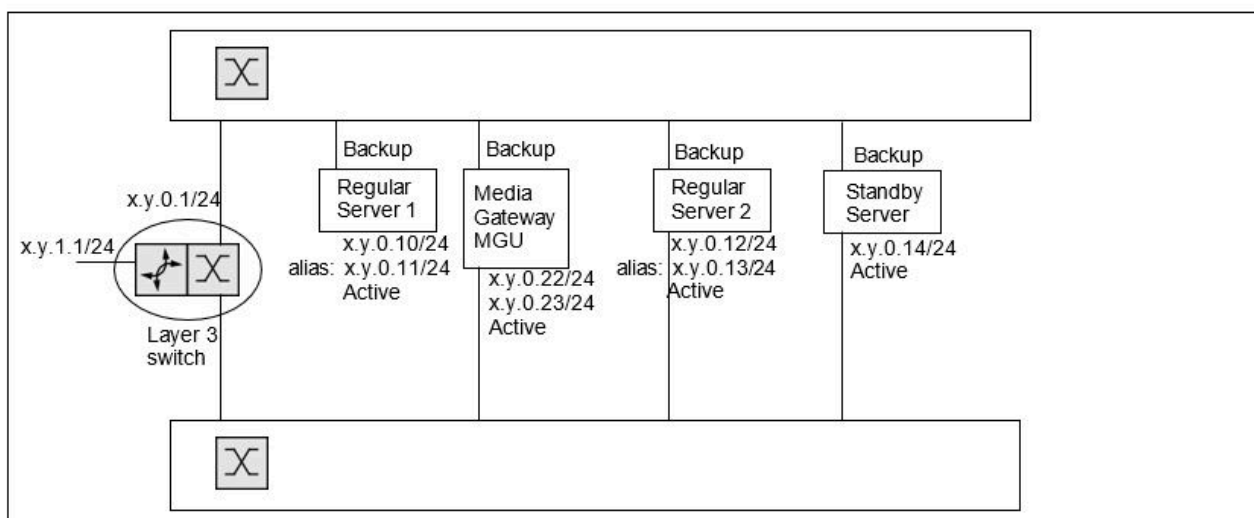 Backup
Backup
Backup
Backup
Regular
Server 1
Media
Gateway
MGU
Regular
Server 2
Standby
Server
x.y.0.1/24
x.y.1.1/24
x.y.0.10/24
alias: x.y.0.11/24
Active
x.y.0.22/24
x.y.0.23/24
Active
x.y.0.12/24
alias: x.y.0.13/24
Active
x.y.0.14/24
Active
Layer 3
switch